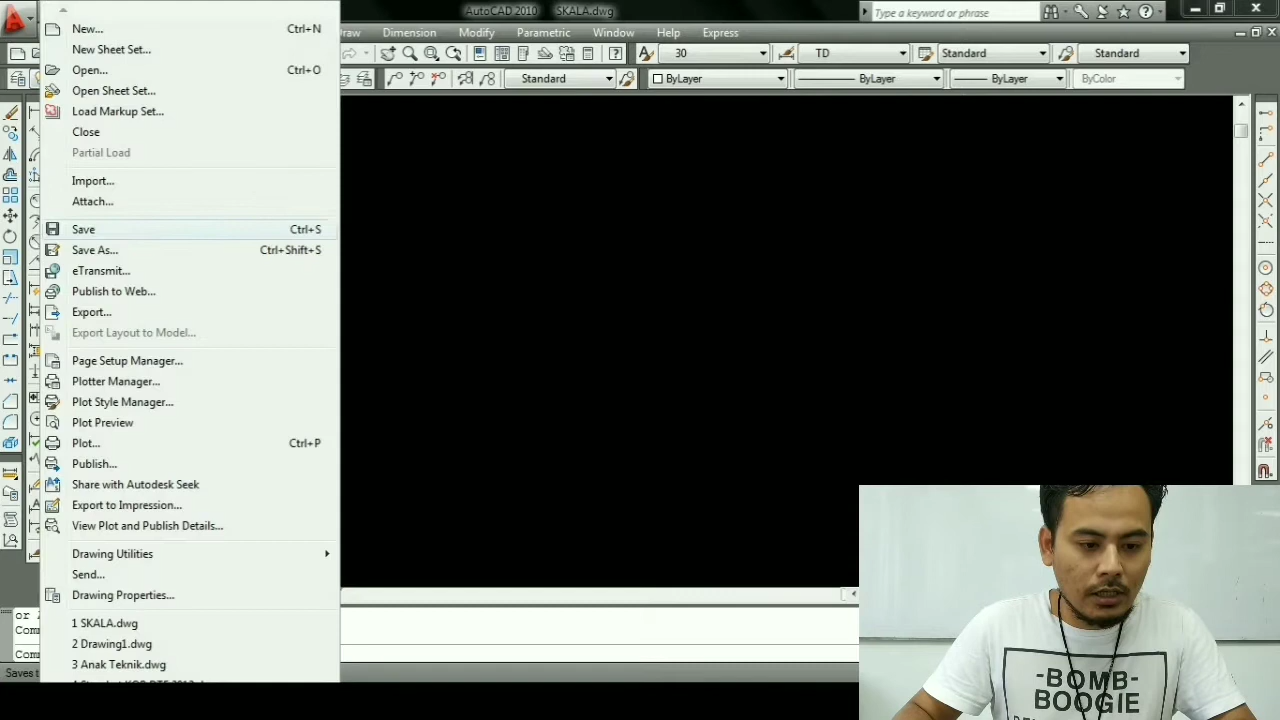 AutoCAD 2010 SKALA.dwg
Type a keyword or phrase
Draw Dimension Modify Parametric Window Help Express
30 TD Standard Standard
Standard ByLayer ByLayer ByLayer ByColor
New... Ctrl+N
New Sheet Set...
Open... Ctrl+O
Open Sheet Set...
Load Markup Set...
Close
Partial Load
Import...
Attach...
Save Ctrl+S
Save As... Ctrl+Shift+S
eTransmit...
Publish to Web...
Export...
Export Layout to Model...
Page Setup Manager...
Plotter Manager...
Plot Style Manager...
Plot Preview
Plot... Ctrl+P
Publish...
Share with Autodesk Seek
Export to Impression...
View Plot and Publish Details...
Drawing Utilities
Send...
Drawing Properties...
1 SKALA.dwg
2 Drawing1.dwg
3 Anak Teknik.dwg
or
Com
Com
Saves
-BOMB-
BOOGIE